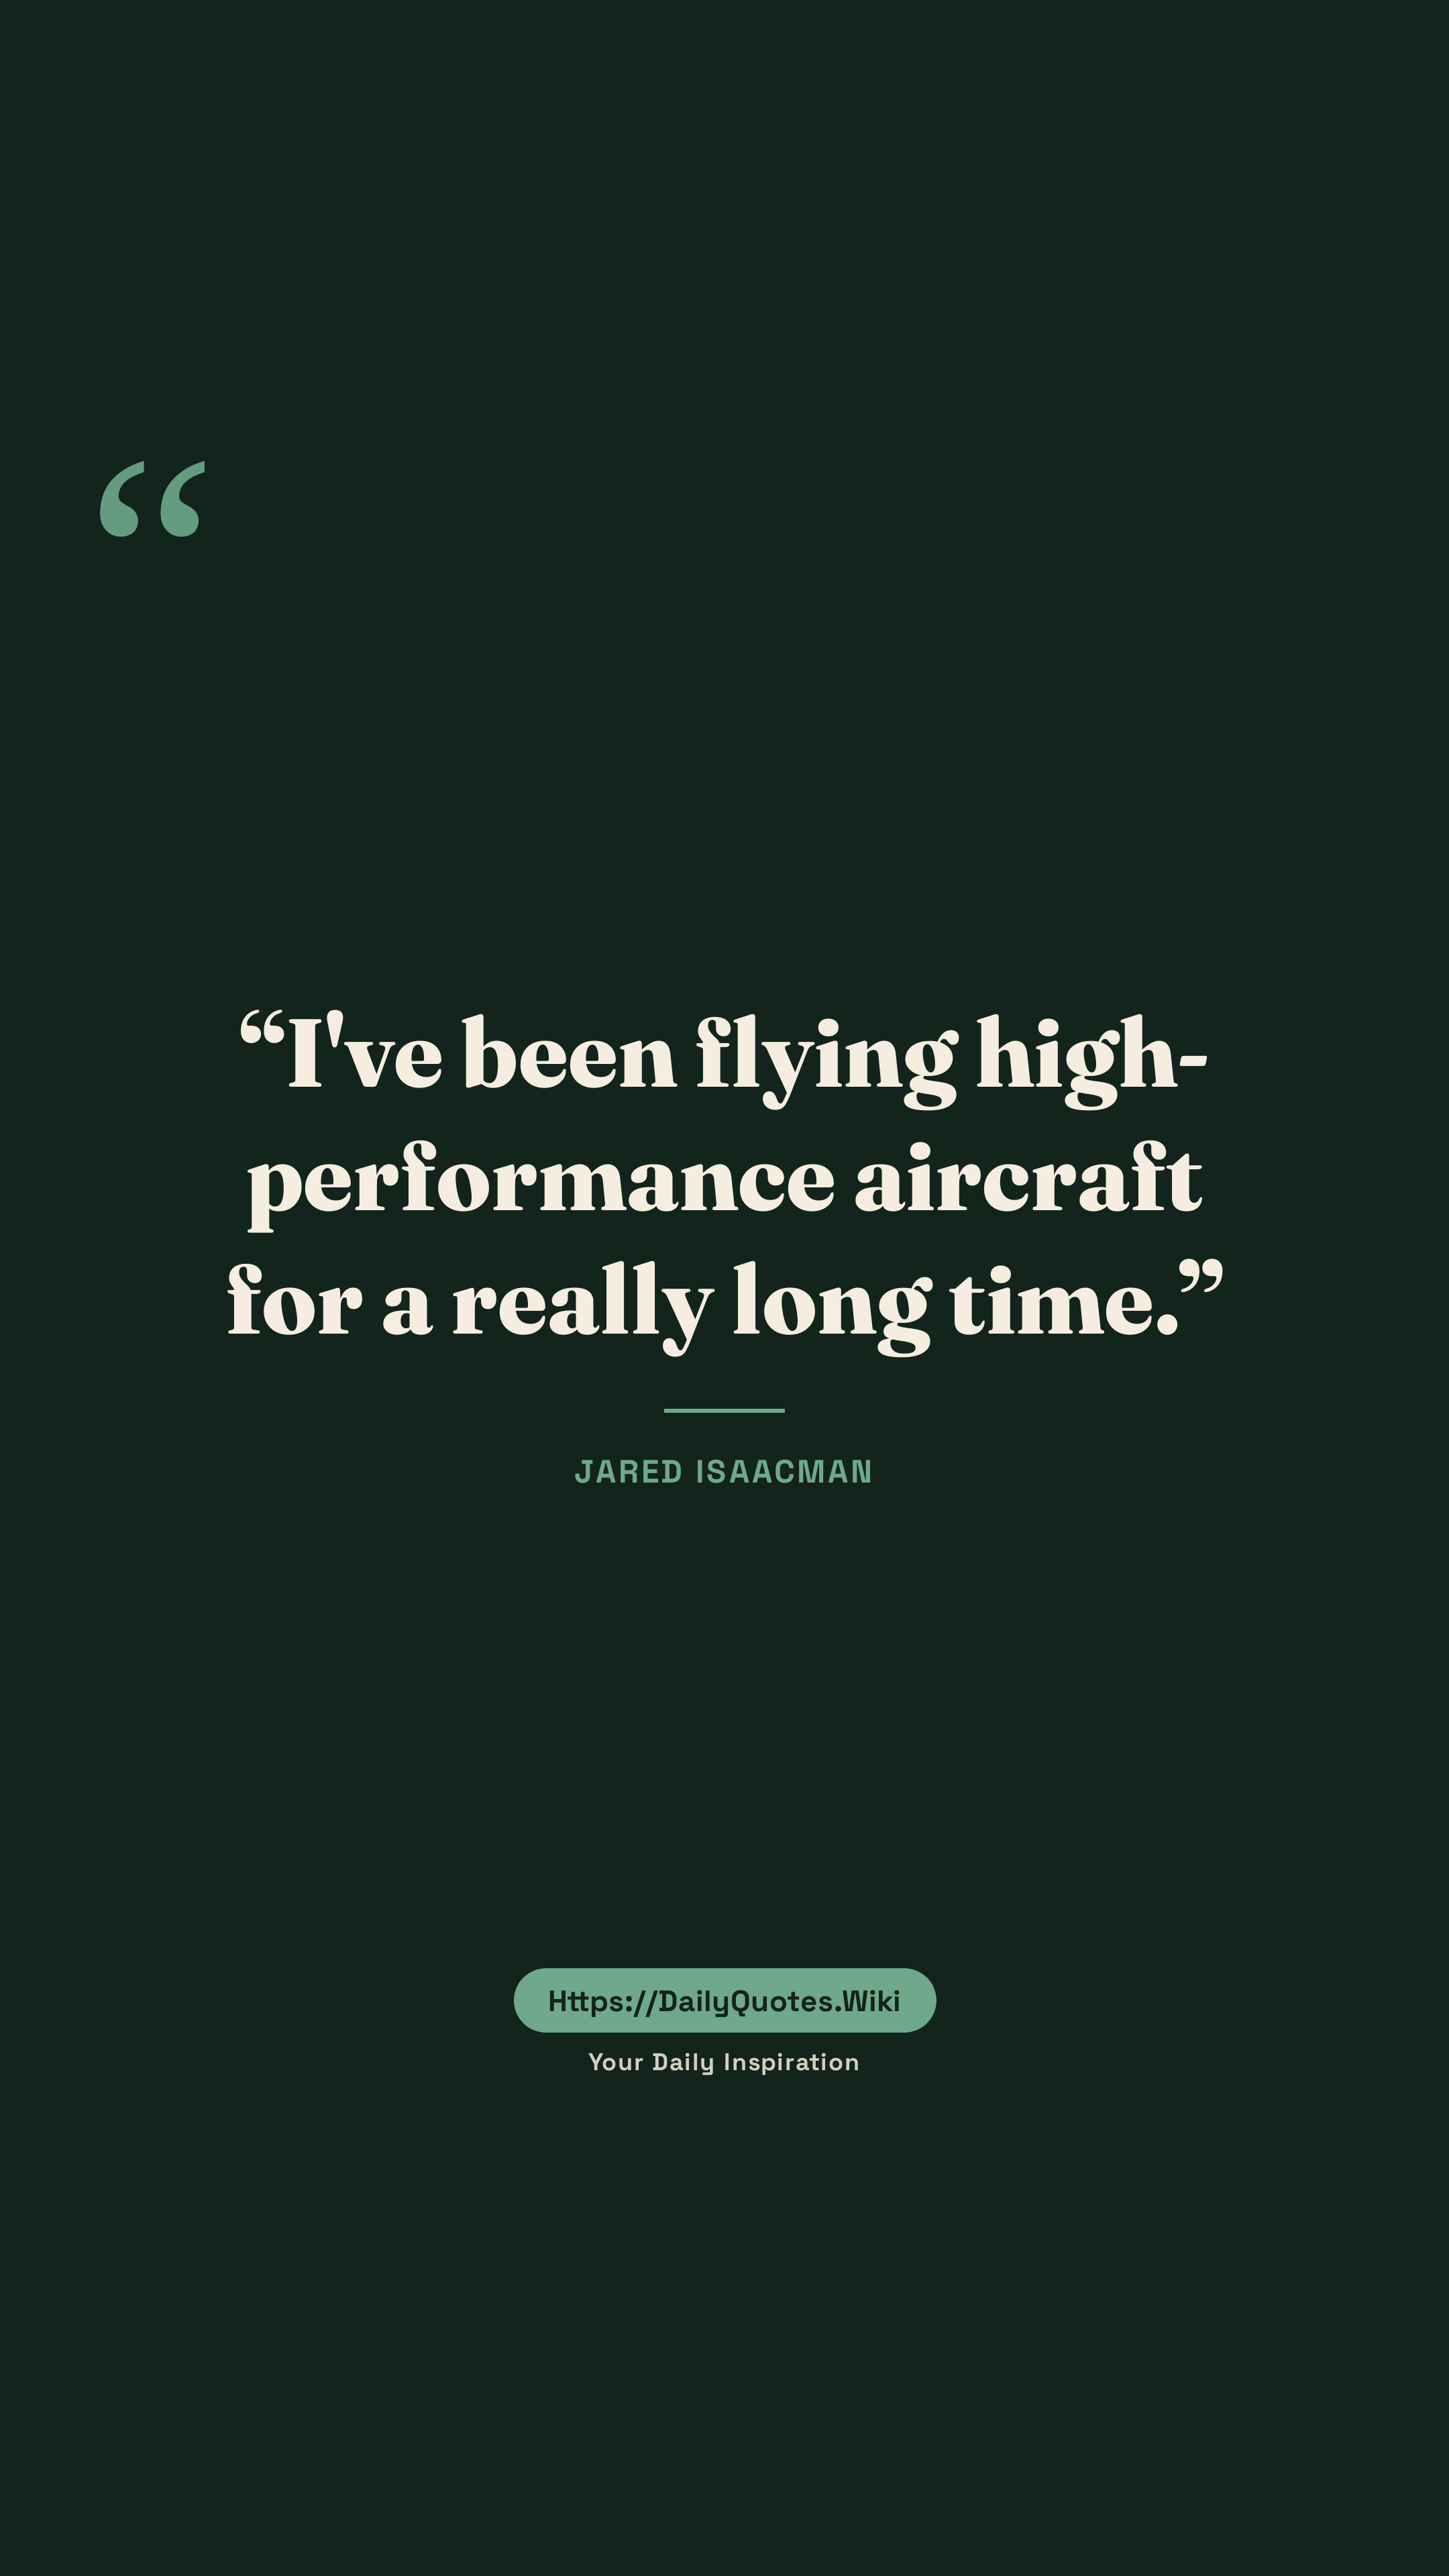 “
“I've been flying high-
performance aircraft
for a really long time.”
JARED ISAACMAN
Https://DailyQuotes.Wiki
Your Daily Inspiration